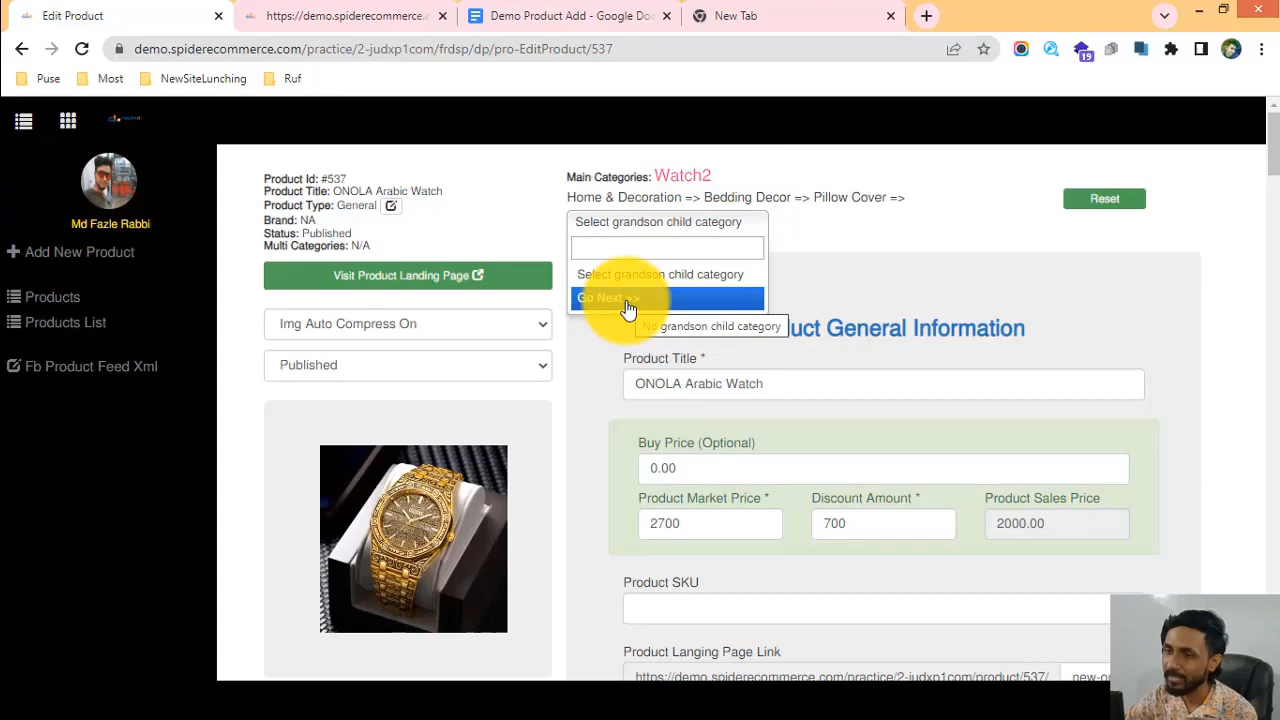 Edit Product
https://demo.spiderecommerce.c
Demo Product Add - Google Do
New Tab
demo.spiderecommerce.com/practice/2-judxp1com/frdsp/dp/pro-EditProduct/537
19
Puse
Most
NewSiteLunching
Ruf
Md Fazle Rabbi
Add New Product
Products
Products List
Fb Product Feed Xml
Product Id: #537
Product Title: ONOLA Arabic Watch
Product Type: General
Brand: NA
Status: Published
Multi Categories: N/A
Visit Product Landing Page
Img Auto Compress On
Published
Main Categories: Watch2
Home & Decoration => Bedding Decor => Pillow Cover =>
Reset
Select grandson child category
Select grandson child category
Go Next >>
No grandson child category
uct General Information
Product Title *
ONOLA Arabic Watch
Buy Price (Optional)
0.00
Product Market Price *
Discount Amount *
Product Sales Price
2700
700
2000.00
Product SKU
Product Langing Page Link
https://demo.spiderecommerce.com/practice/2-judxp1com/product/537/
new-or